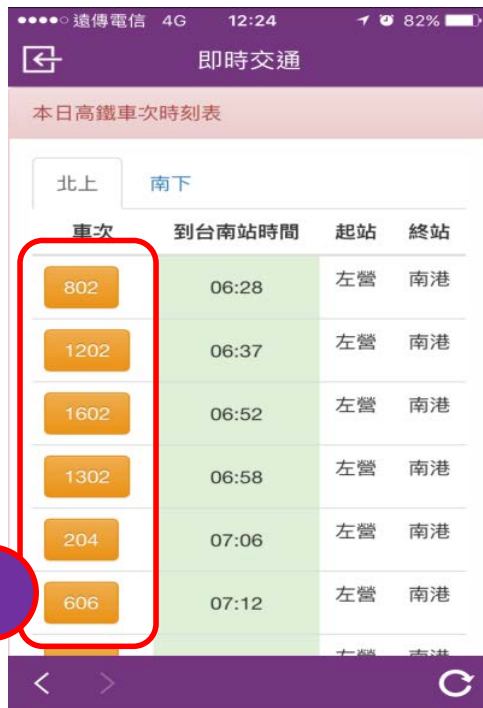 遠傳電信 4G 12:24 82%
即時交通
本日高鐵車次時刻表
北上 南下
車次 到台南站時間 起站 終站
802 06:28 左營 南港
1202 06:37 左營 南港
1602 06:52 左營 南港
1302 06:58 左營 南港
204 07:06 左營 南港
606 07:12 左營 南港